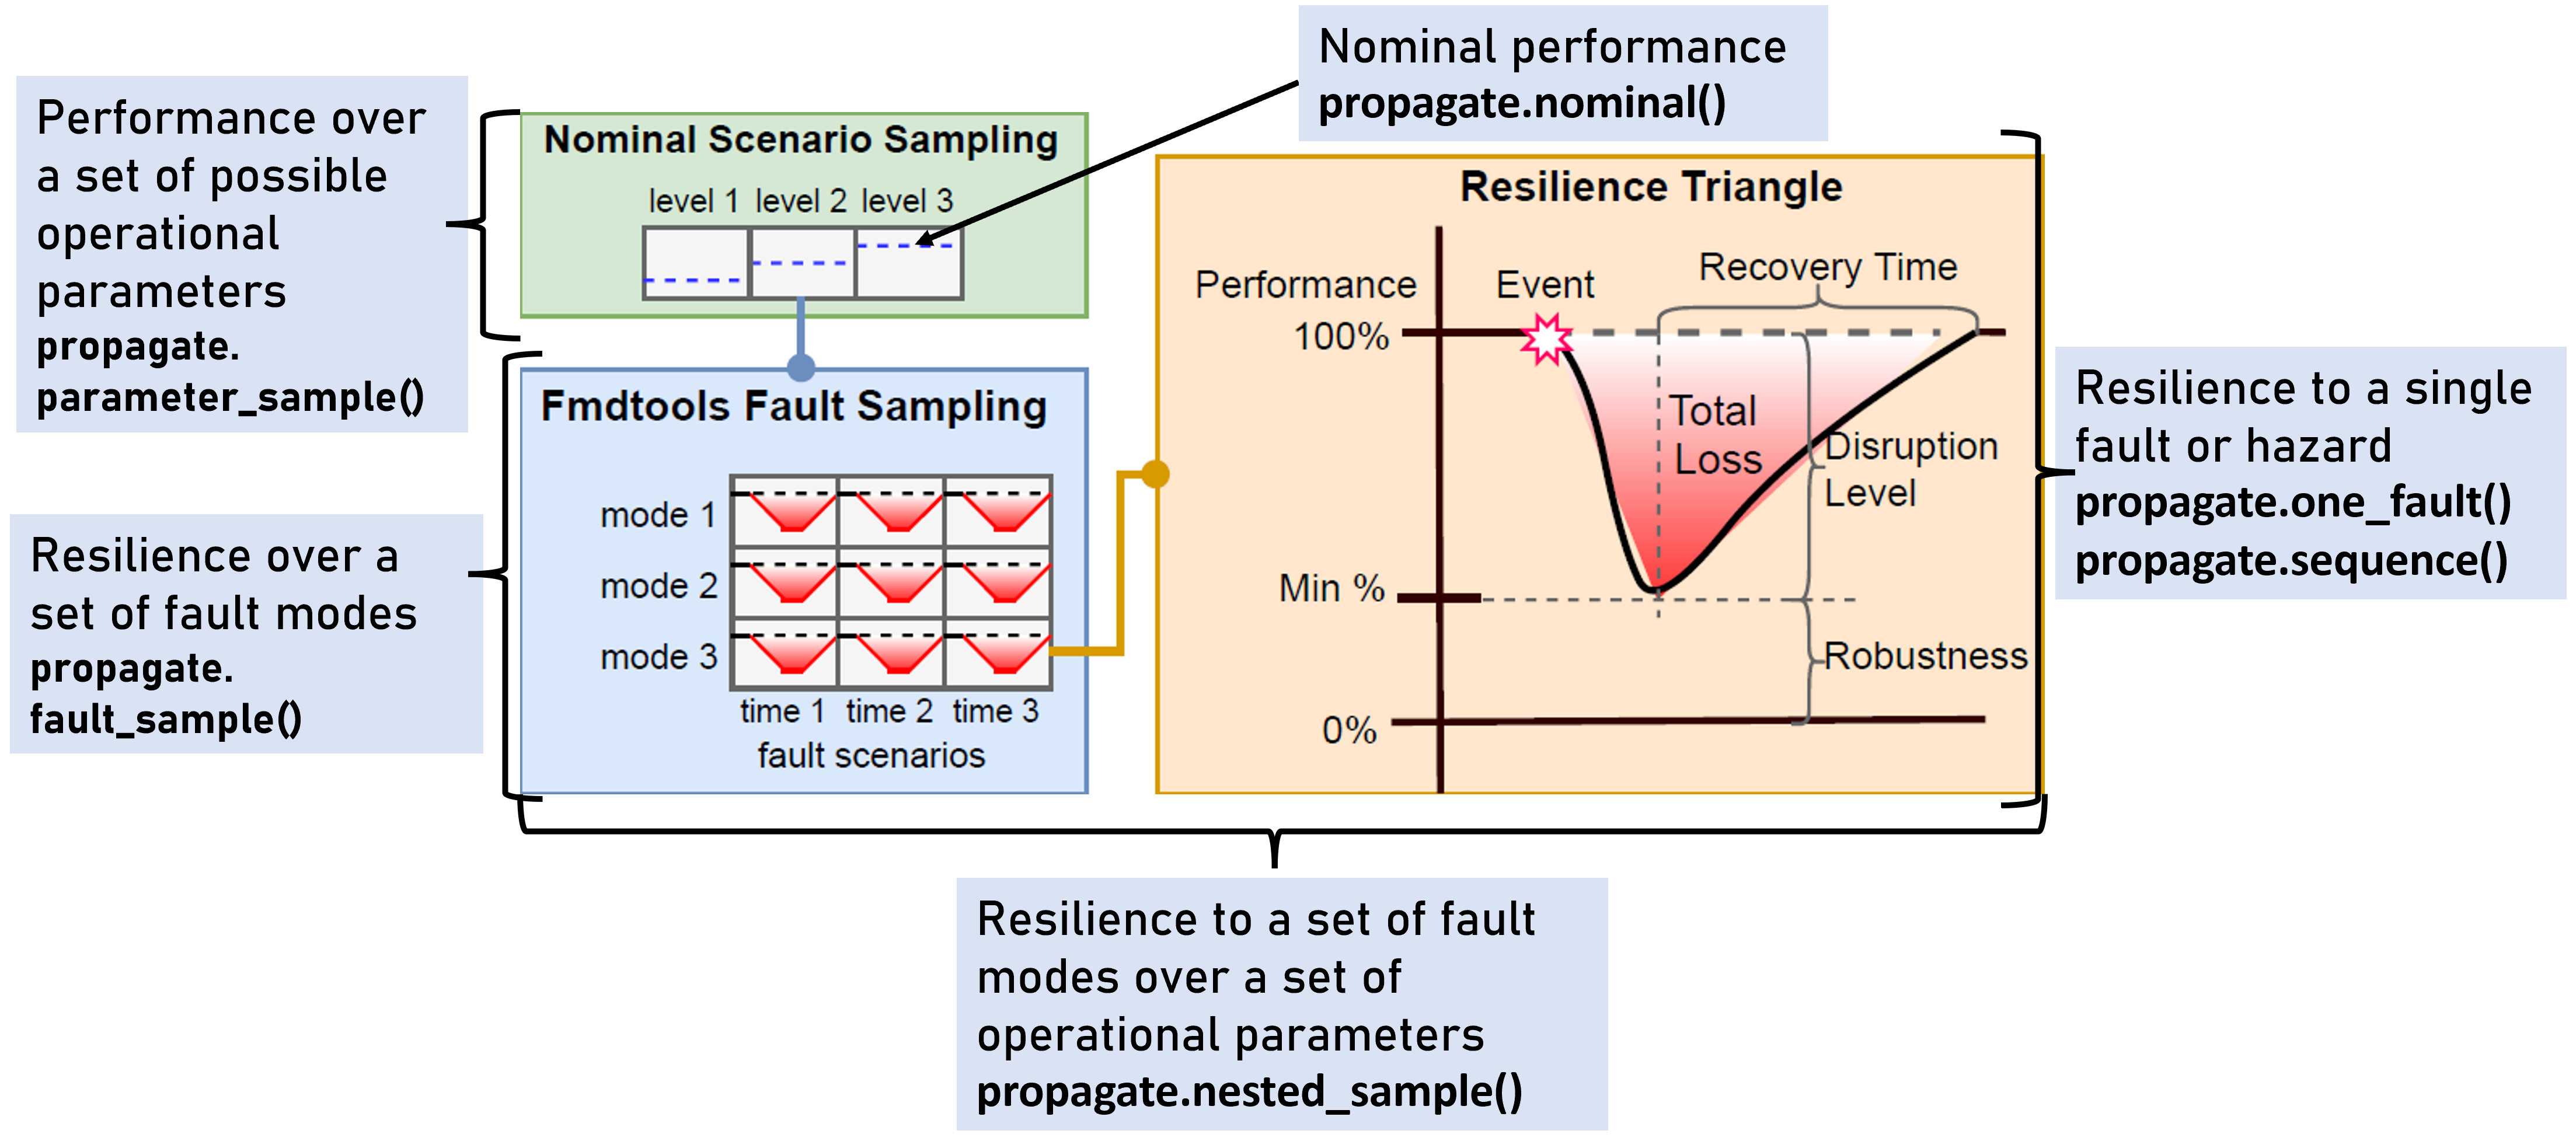 Nominal performance
propagate.nominal()
Performance over
a set of possible
operational
parameters
propagate.
parameter_sample()
Nominal Scenario Sampling
level 1 level 2 level 3
Resilience over a
set of fault modes
propagate.
fault_sample()
Fmdtools Fault Sampling
mode 1
mode 2
mode 3
time 1 time 2 time 3
fault scenarios
Resilience Triangle
Performance
100%
Event
Recovery Time
Total
Loss
Disruption
Level
Min %
Robustness
0%
Resilience to a single
fault or hazard
propagate.one_fault()
propagate.sequence()
Resilience to a set of fault
modes over a set of
operational parameters
propagate.nested_sample()